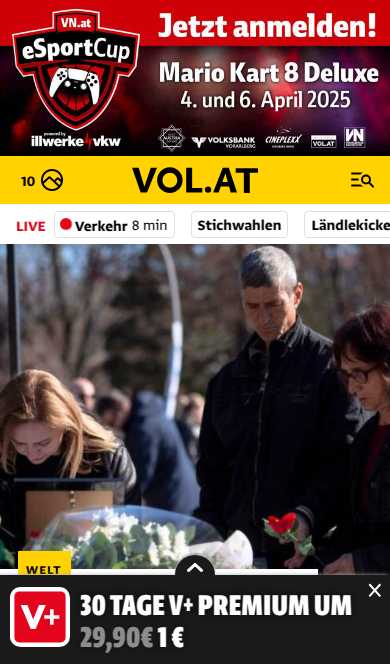 Jetzt anmelden!
VN.at
eSportCup
Mario Kart 8 Deluxe
4. und 6. April 2025
powered by
illwerke vkw
VOLKSBANK
VORARLBERG
CINEPLEXX
VOL.AT
VN
10
VOL.AT
LIVE
Verkehr 8 min
Stichwahlen
Ländlekicke
WELT
V+
30 TAGE V+ PREMIUM UM
29,90€ 1 €